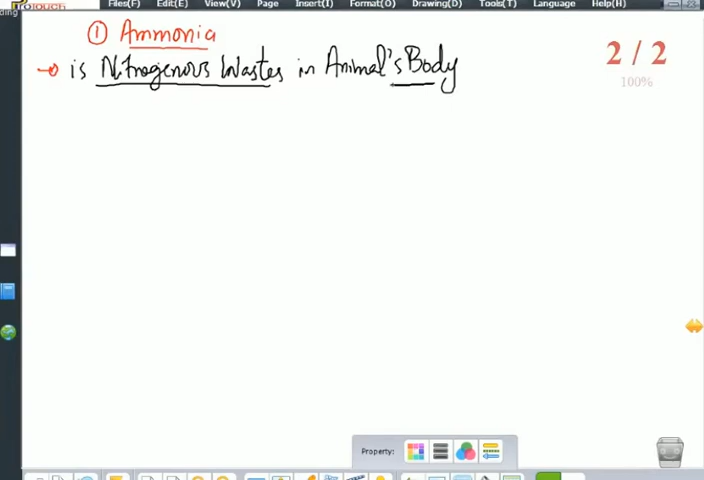 ProTouch Files(F) Edit(E) View(V) Page Insert(I) Format(O) Drawing(D) Tools(T) Language Help(H)
① Ammonia
→ is Nitrogenous Wastes in Animal's Body
2 / 2
100%
Property: